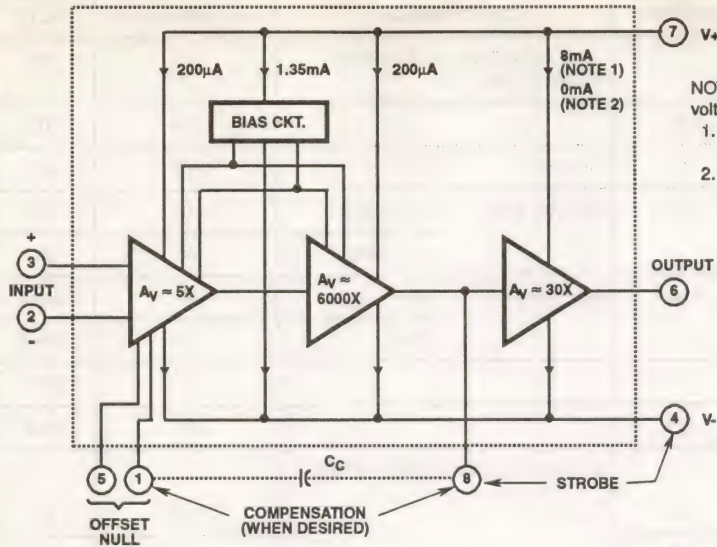 7 V+
200µA
1.35mA
200µA
8mA
(NOTE 1)
0mA
(NOTE 2)
NOT
volt
1.
2.
BIAS CKT.
+
3
INPUT
2
-
AV ≈ 5X
AV ≈
6000X
AV ≈ 30X
OUTPUT
6
4 V-
5
1
CC
8
STROBE
OFFSET
NULL
COMPENSATION
(WHEN DESIRED)